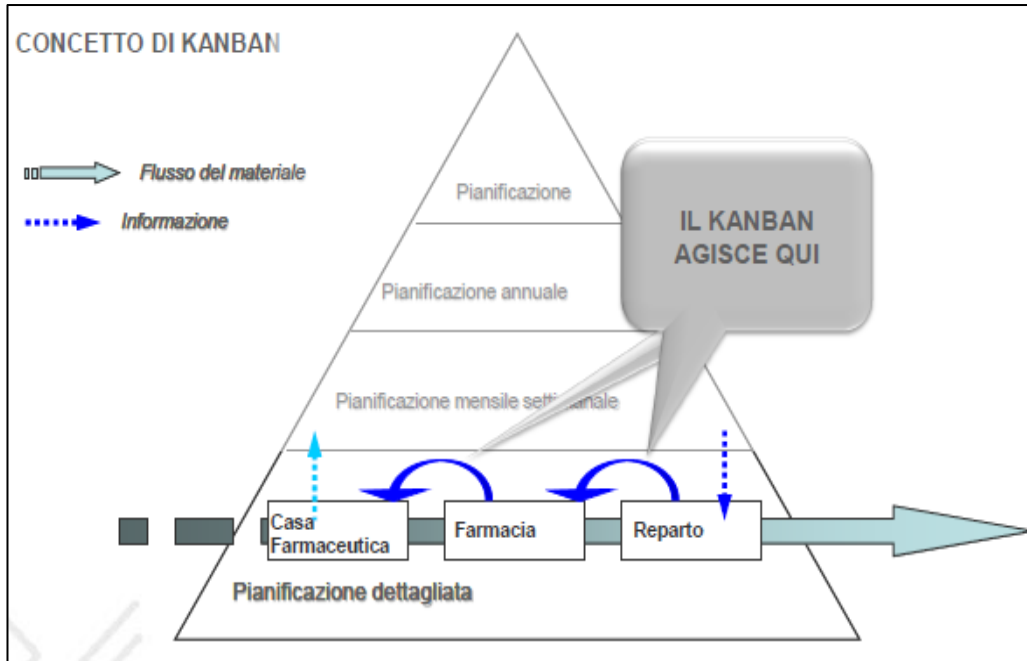 CONCETTO DI KANBAN
Flusso del materiale
Informazione
Pianificazione
IL KANBAN
AGISCE QUI
Pianificazione annuale
Pianificazione mensile settimanale
Casa
Farmaceutica
Farmacia
Reparto
Pianificazione dettagliata